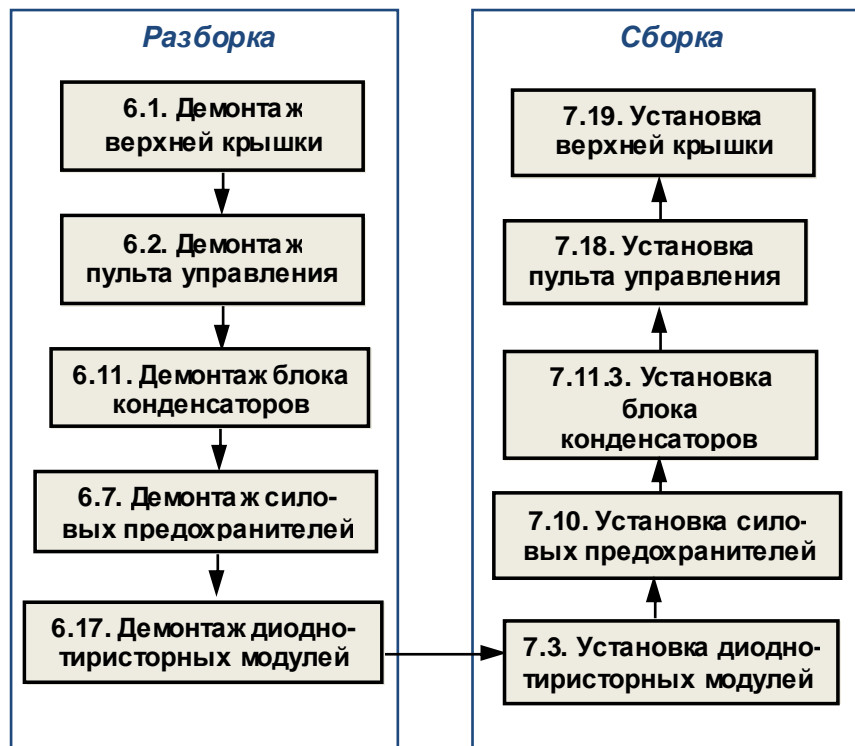 Разборка
6.1. Демонтаж
верхней крышки
6.2. Демонтаж
пульта управления
6.11. Демонтаж блока
конденсаторов
6.7. Демонтаж сило-
вых предохранителей
6.17. Демонтаж диодно-
тиристорных модулей
Сборка
7.19. Установка
верхней крышки
7.18. Установка
пульта управления
7.11.3. Установка
блока
конденсаторов
7.10. Установка сило-
вых предохранителей
7.3. Установка диодно-
тиристорных модулей